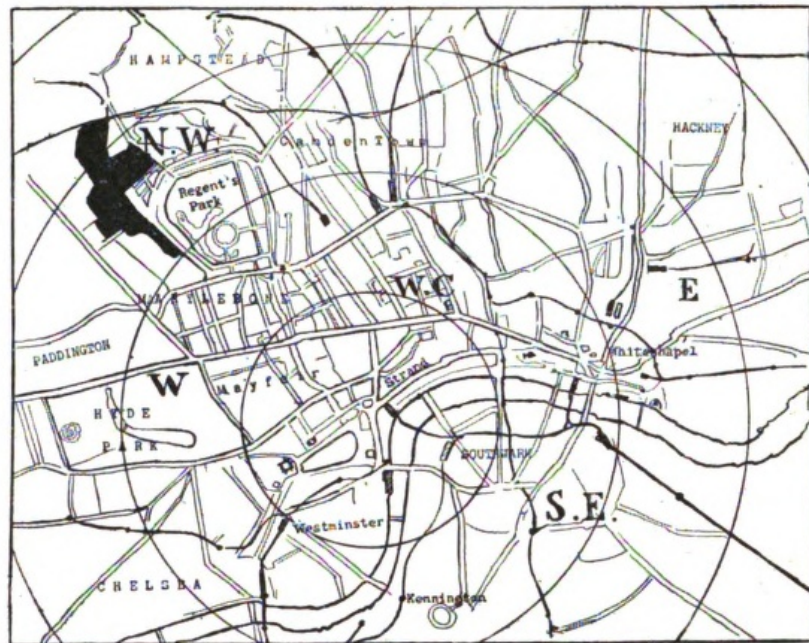 HAMPSTEAD
N.W
Camden Town
HACKNEY
Regent's
Park
W.C
E
MARYLEBONE
PADDINGTON
Whitechapel
W
Mayfair
Strand
HYDE
PARK
SOUTHWARK
S.E.
Westminster
CHELSEA
Kennington